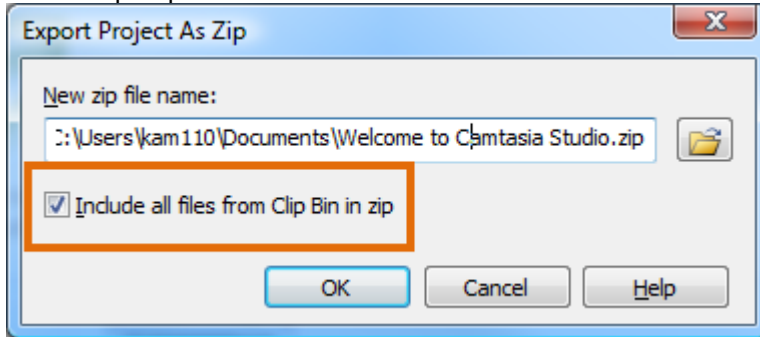 Export Project As Zip
New zip file name:
C:\Users\kam110\Documents\Welcome to Camtasia Studio.zip
Include all files from Clip Bin in zip
OK Cancel Help